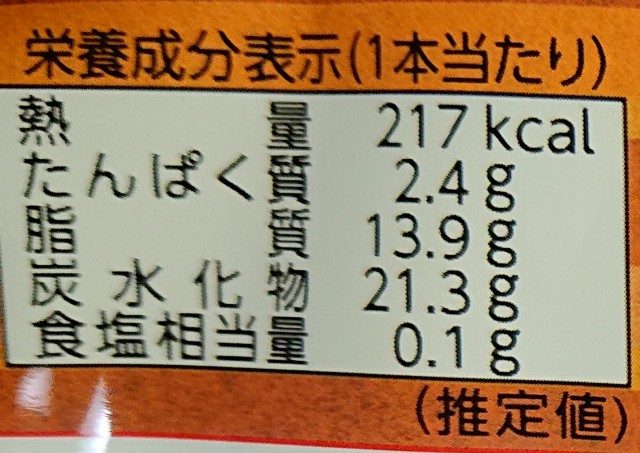 栄養成分表示(1本当たり)
熱量 217 kcal
たんぱく質 2.4 g
脂質 13.9 g
炭水化物 21.3 g
食塩相当量 0.1 g
(推定値)